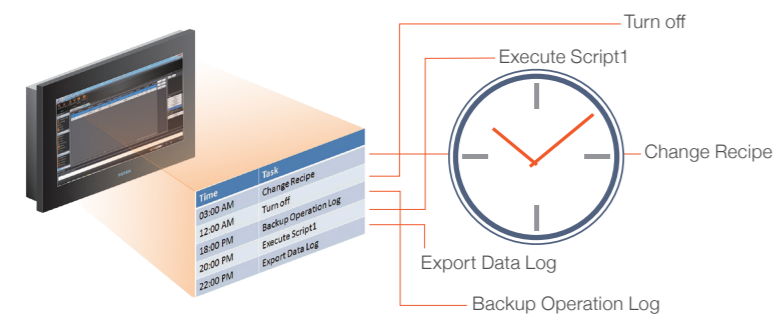 Turn off
Execute Script1
Change Recipe
Time Task
03:00 AM Change Recipe
12:00 AM Turn off
18:00 PM Backup Operation Log
20:00 PM Execute Script1
22:00 PM Export Data Log
Export Data Log
Backup Operation Log